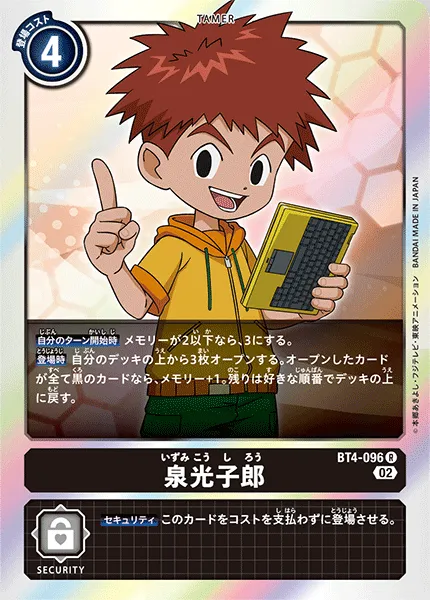 TAMER
登場コスト
4
自分のターン開始時 メモリーが2以下なら、3にする。
登場時 自分のデッキの上から3枚オープンする。オープンしたカード
が全て黒のカードなら、メモリー+1。残りは好きな順番でデッキの上
に戻す。
©本郷あきよし・フジテレビ・東映アニメーション BANDAI MADE IN JAPAN
BT4-096 R
いずみ こう し ろう
泉光子郎
02
セキュリティ このカードをコストを支払わずに登場させる。
SECURITY